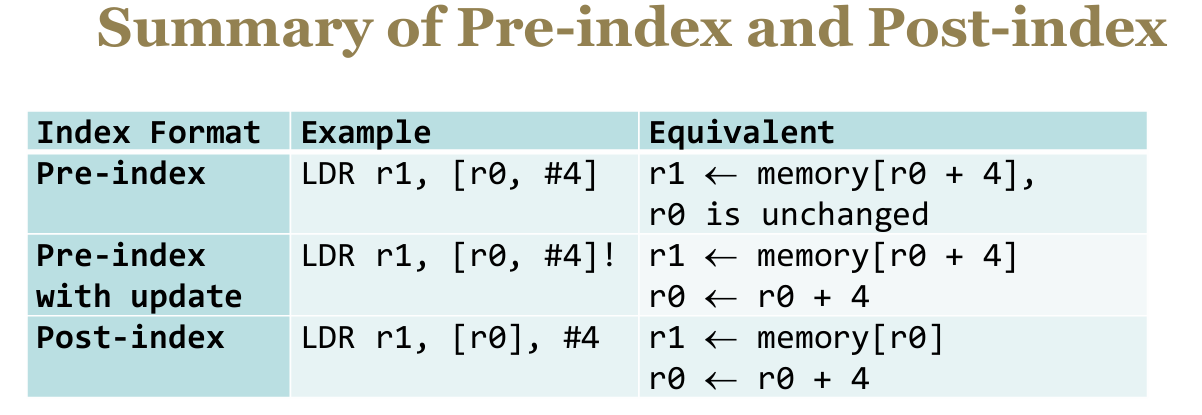 Summary of Pre-index and Post-index
Index Format Example Equivalent
Pre-index LDR r1, [r0, #4] r1 ← memory[r0 + 4],
r0 is unchanged
Pre-index LDR r1, [r0, #4]! r1 ← memory[r0 + 4]
with update r0 ← r0 + 4
Post-index LDR r1, [r0], #4 r1 ← memory[r0]
r0 ← r0 + 4